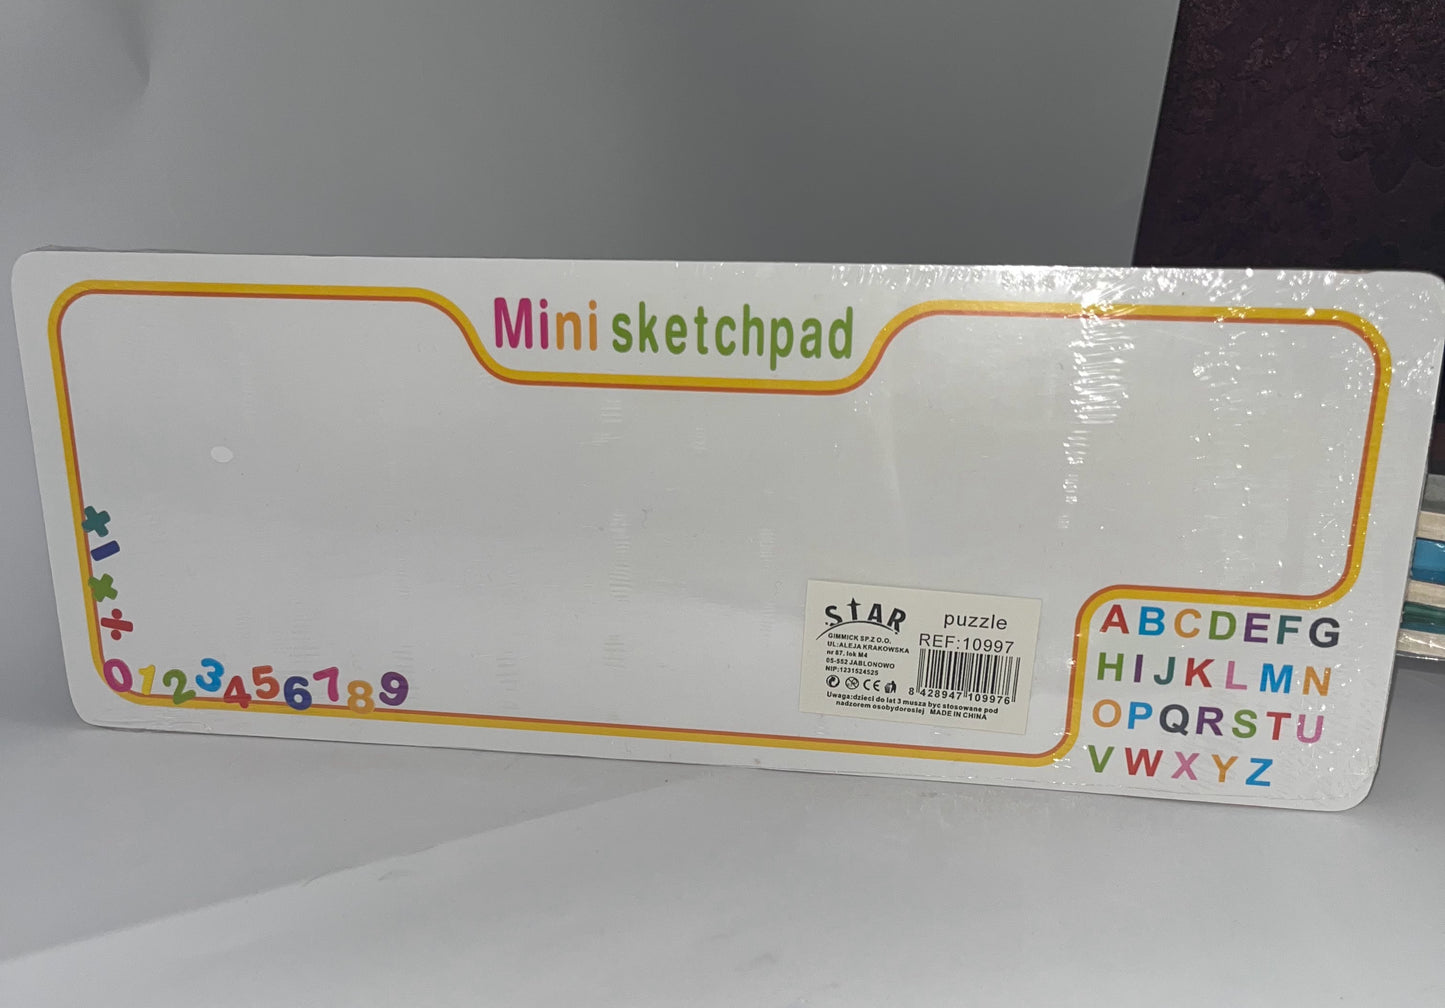 Mini sketchpad
+
-
×
÷
0123456789
STAR
GIMMICK SP.Z O.O.
UL:ALEJA KRAKOWSKA
nr 87. lok M4
05-552 JABLONOWO
NIP:1231524525
CE
puzzle
REF:10997
8 428947 109976
Uwaga:dzieci do lat 3 musza byc stosowane pod
nadzorem osobydoroslej MADE IN CHINA
ABCDEFG
HIJKLMN
OPQRSTU
VWXYZ